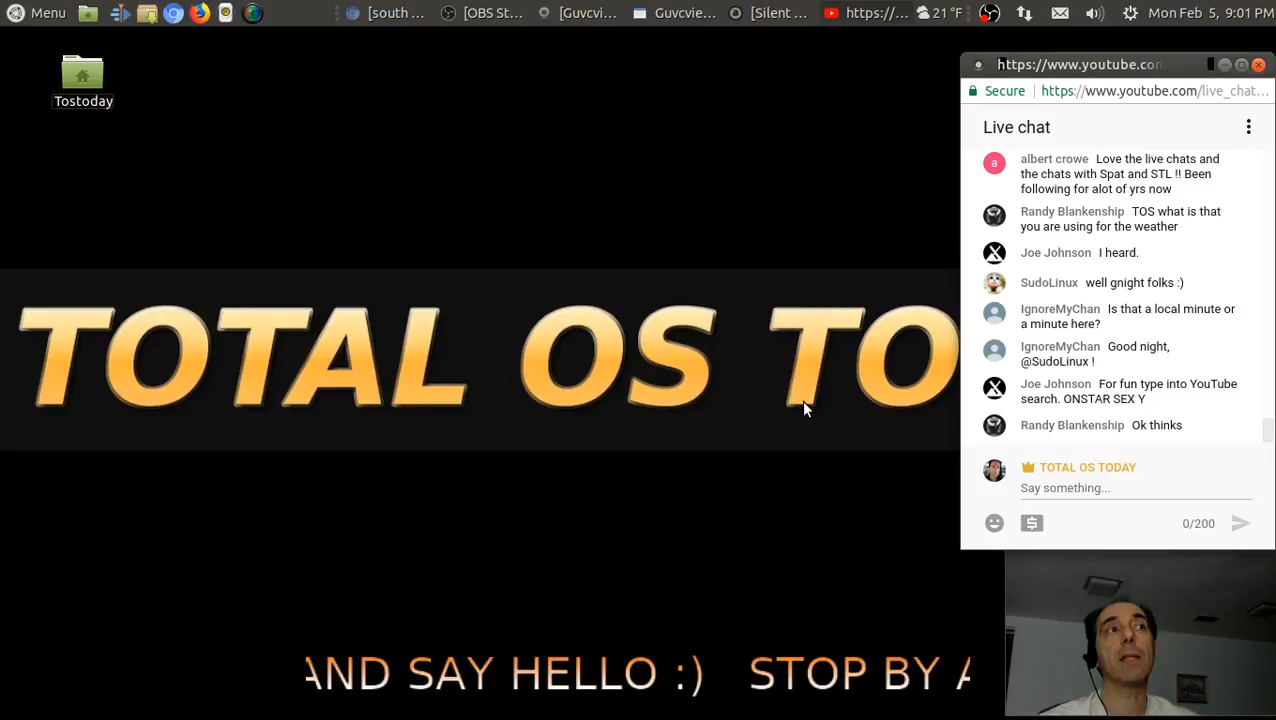 Menu [south ... [OBS St... [Guvcvi... Guvcvie... [Silent ... https://... 21 °F Mon Feb 5, 9:01 PM
Tostoday
https://www.youtube.con
Secure https://www.youtube.com/live_chat...
Live chat
a albert crowe Love the live chats and
the chats with Spat and STL !! Been
following for alot of yrs now
Randy Blankenship TOS what is that
you are using for the weather
Joe Johnson I heard.
SudoLinux well gnight folks :)
IgnoreMyChan Is that a local minute or
a minute here?
IgnoreMyChan Good night,
@SudoLinux !
Joe Johnson For fun type into YouTube
search. ONSTAR SEX Y
Randy Blankenship Ok thinks
TOTAL OS TODAY
Say something...
0/200
TOTAL OS TO
AND SAY HELLO :) STOP BY A